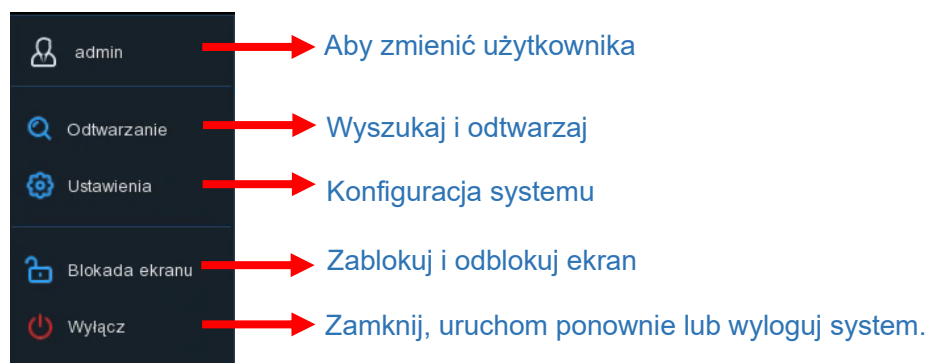 admin Aby zmienić użytkownika
Odtwarzanie Wyszukaj i odtwarzaj
Ustawienia Konfiguracja systemu
Blokada ekranu Zablokuj i odblokuj ekran
Wyłącz Zamknij, uruchom ponownie lub wyloguj system.